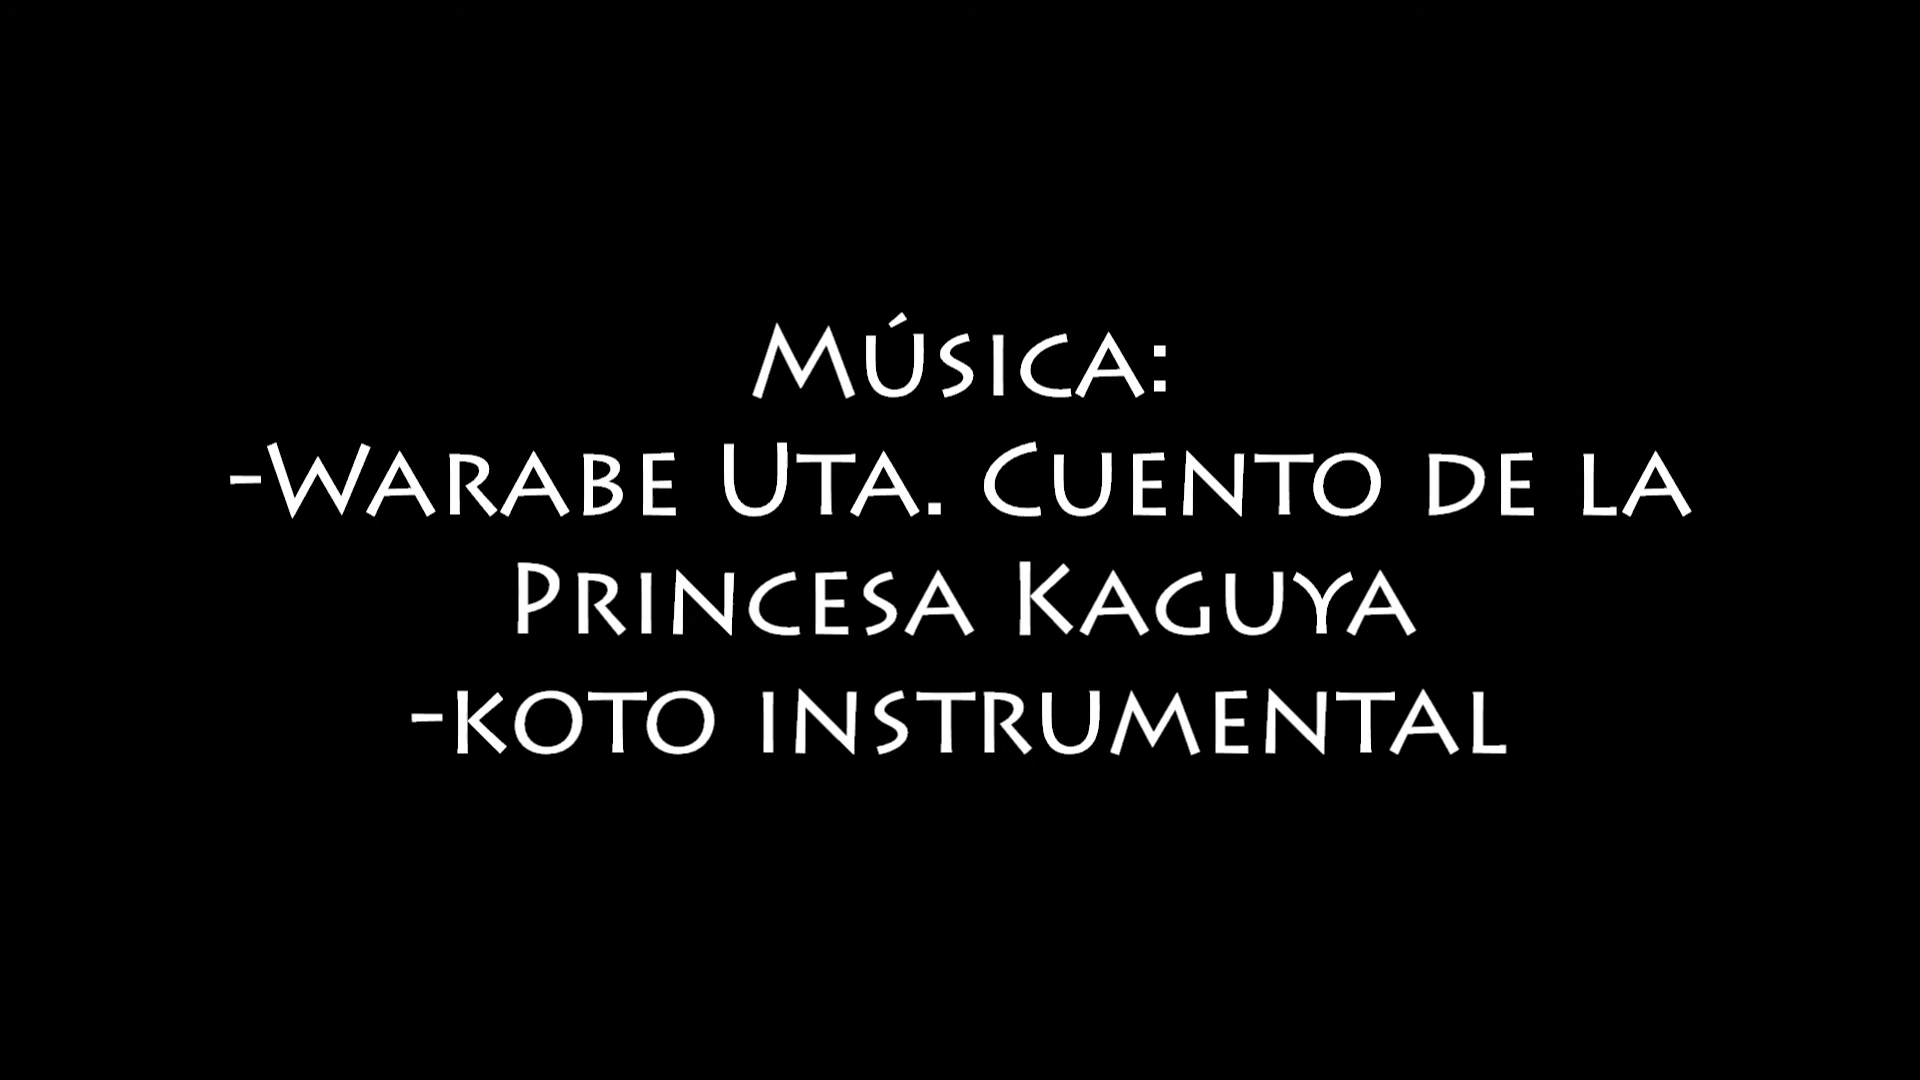 Música:
-Warabe Uta. Cuento de la
Princesa Kaguya
-koto instrumental